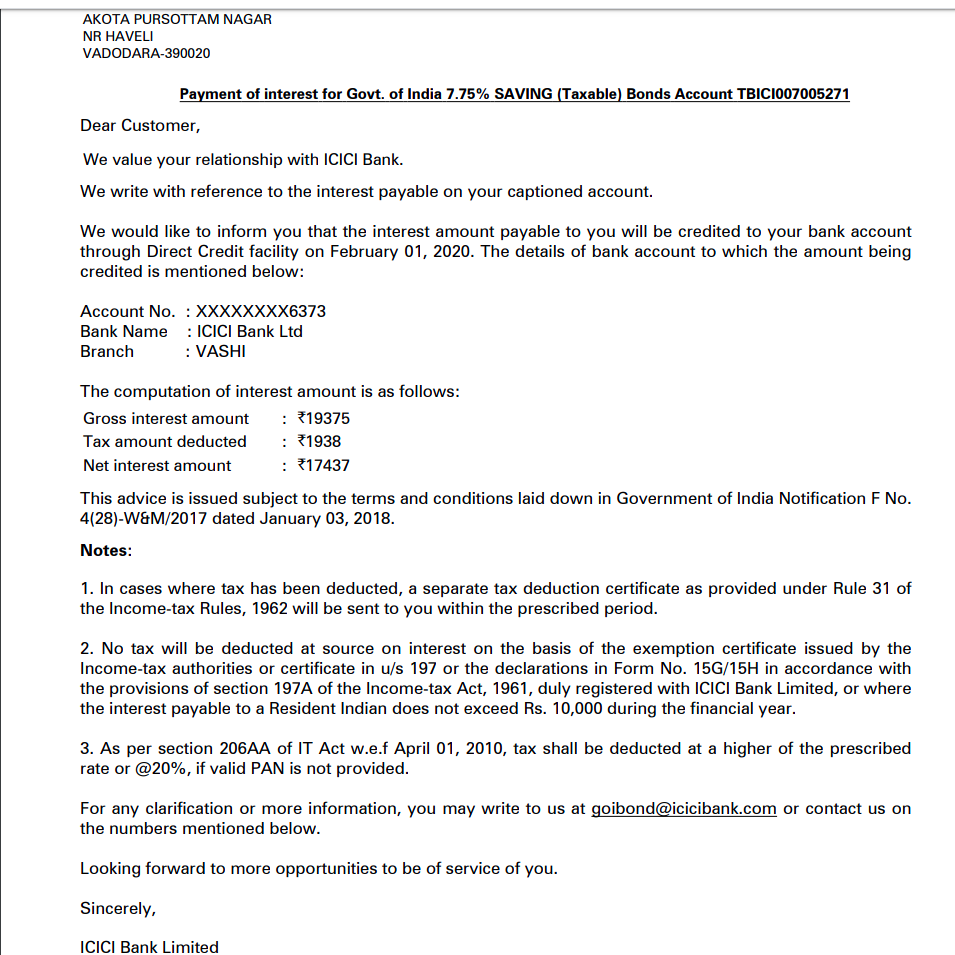 AKOTA PURSOTTAM NAGAR
NR HAVELI
VADODARA-390020
Payment of interest for Govt. of India 7.75% SAVING (Taxable) Bonds Account TBICI007005271
Dear Customer,
We value your relationship with ICICI Bank.
We write with reference to the interest payable on your captioned account.
We would like to inform you that the interest amount payable to you will be credited to your bank account
through Direct Credit facility on February 01, 2020. The details of bank account to which the amount being
credited is mentioned below:
Account No. : XXXXXXXX6373
Bank Name : ICICI Bank Ltd
Branch : VASHI
The computation of interest amount is as follows:
Gross interest amount : ₹19375
Tax amount deducted : ₹1938
Net interest amount : ₹17437
This advice is issued subject to the terms and conditions laid down in Government of India Notification F No.
4(28)-W&M/2017 dated January 03, 2018.
Notes:
1. In cases where tax has been deducted, a separate tax deduction certificate as provided under Rule 31 of
the Income-tax Rules, 1962 will be sent to you within the prescribed period.
2. No tax will be deducted at source on interest on the basis of the exemption certificate issued by the
Income-tax authorities or certificate in u/s 197 or the declarations in Form No. 15G/15H in accordance with
the provisions of section 197A of the Income-tax Act, 1961, duly registered with ICICI Bank Limited, or where
the interest payable to a Resident Indian does not exceed Rs. 10,000 during the financial year.
3. As per section 206AA of IT Act w.e.f April 01, 2010, tax shall be deducted at a higher of the prescribed
rate or @20%, if valid PAN is not provided.
For any clarification or more information, you may write to us at goibond@icicibank.com or contact us on
the numbers mentioned below.
Looking forward to more opportunities to be of service of you.
Sincerely,
ICICI Bank Limited